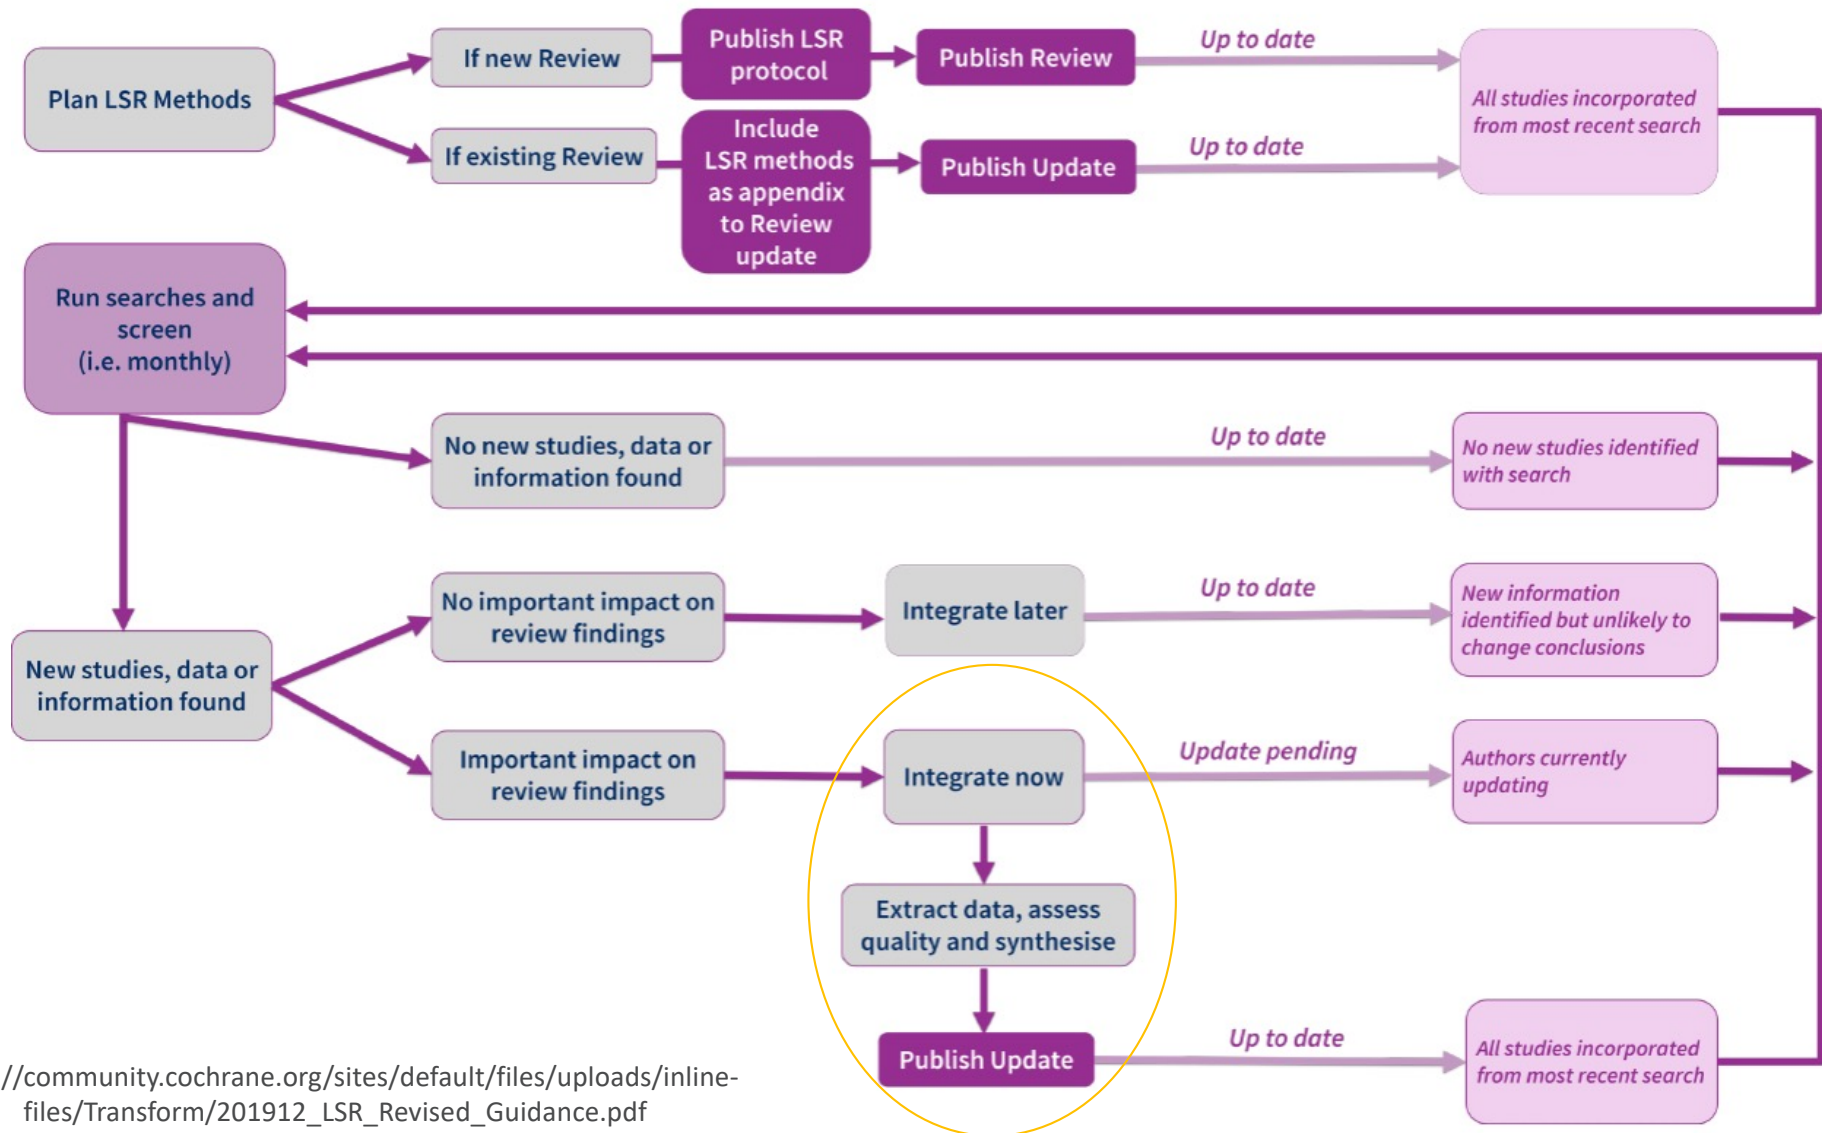 Plan LSR Methods
If new Review
Publish LSR
protocol
Publish Review
Up to date
All studies incorporated
from most recent search
If existing Review
Include
LSR methods
as appendix
to Review
update
Publish Update
Up to date
Run searches and
screen
(i.e. monthly)
No new studies, data or
information found
Up to date
No new studies identified
with search
New studies, data or
information found
No important impact on
review findings
Integrate later
Up to date
New information
identified but unlikely to
change conclusions
Important impact on
review findings
Integrate now
Update pending
Authors currently
updating
Extract data, assess
quality and synthesise
Publish Update
Up to date
All studies incorporated
from most recent search
//community.cochrane.org/sites/default/files/uploads/inline-
files/Transform/201912_LSR_Revised_Guidance.pdf